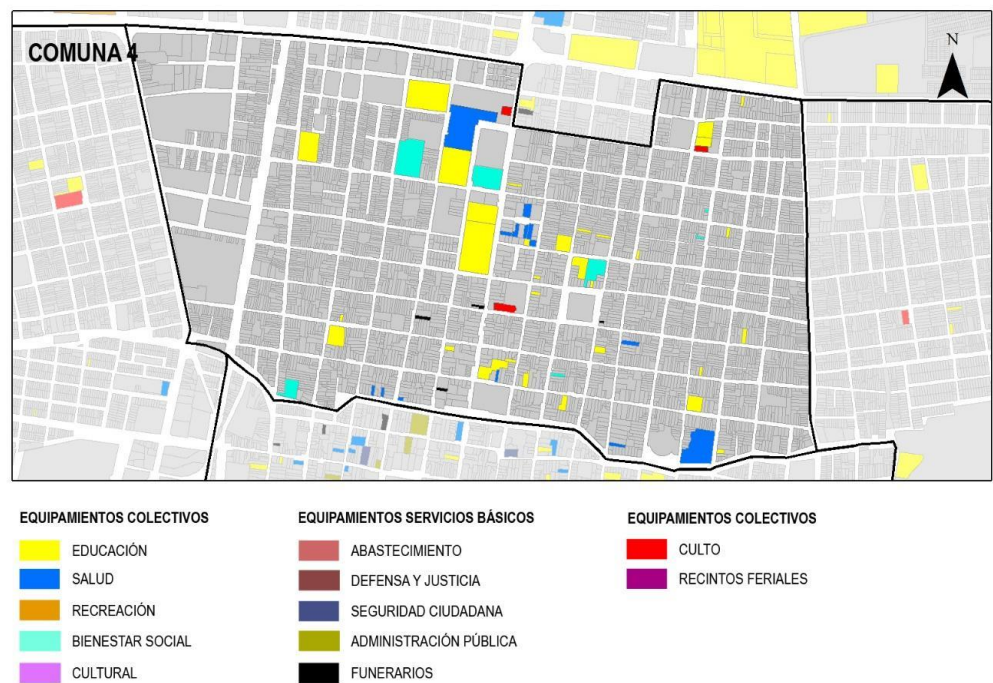 COMUNA 4
N
EQUIPAMIENTOS COLECTIVOS
EDUCACIÓN
SALUD
RECREACIÓN
BIENESTAR SOCIAL
CULTURAL
EQUIPAMIENTOS SERVICIOS BÁSICOS
ABASTECIMIENTO
DEFENSA Y JUSTICIA
SEGURIDAD CIUDADANA
ADMINISTRACIÓN PÚBLICA
FUNERARIOS
EQUIPAMIENTOS COLECTIVOS
CULTO
RECINTOS FERIALES